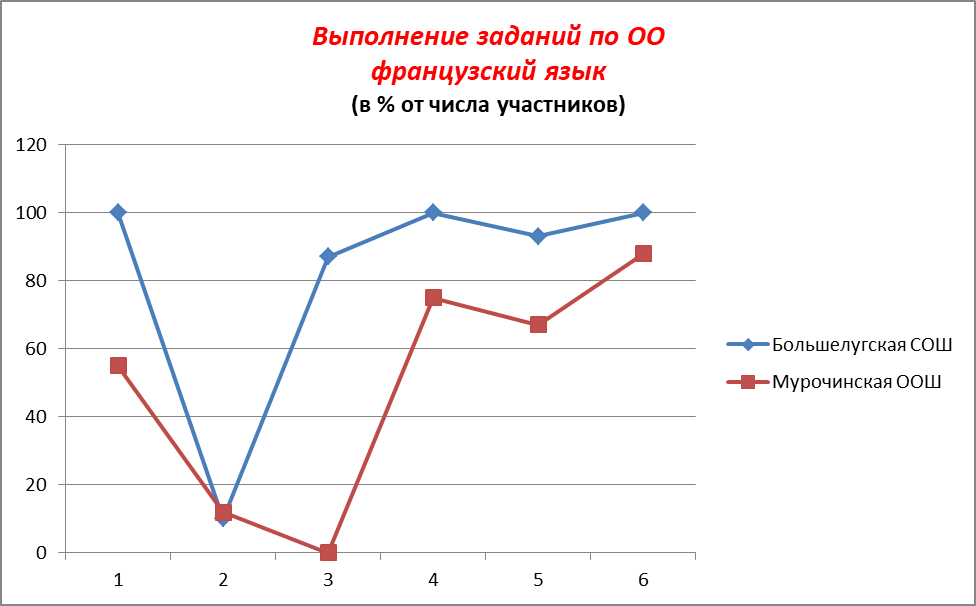 Выполнение заданий по ОО
французский язык
(в % от числа участников)
120
100
80
60
40
20
0
1 2 3 4 5 6
Большелугская СОШ
Мурочинская ООШ